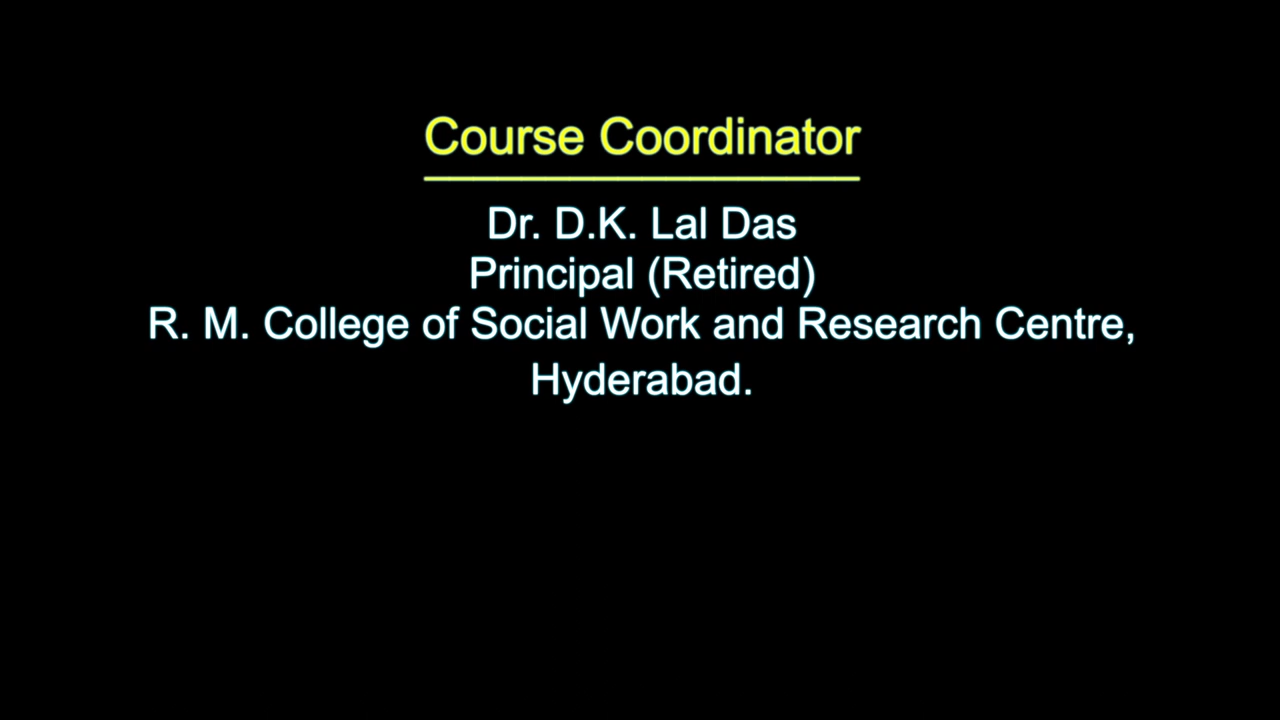 Course Coordinator
Dr. D.K. Lal Das
Principal (Retired)
R. M. College of Social Work and Research Centre,
Hyderabad.